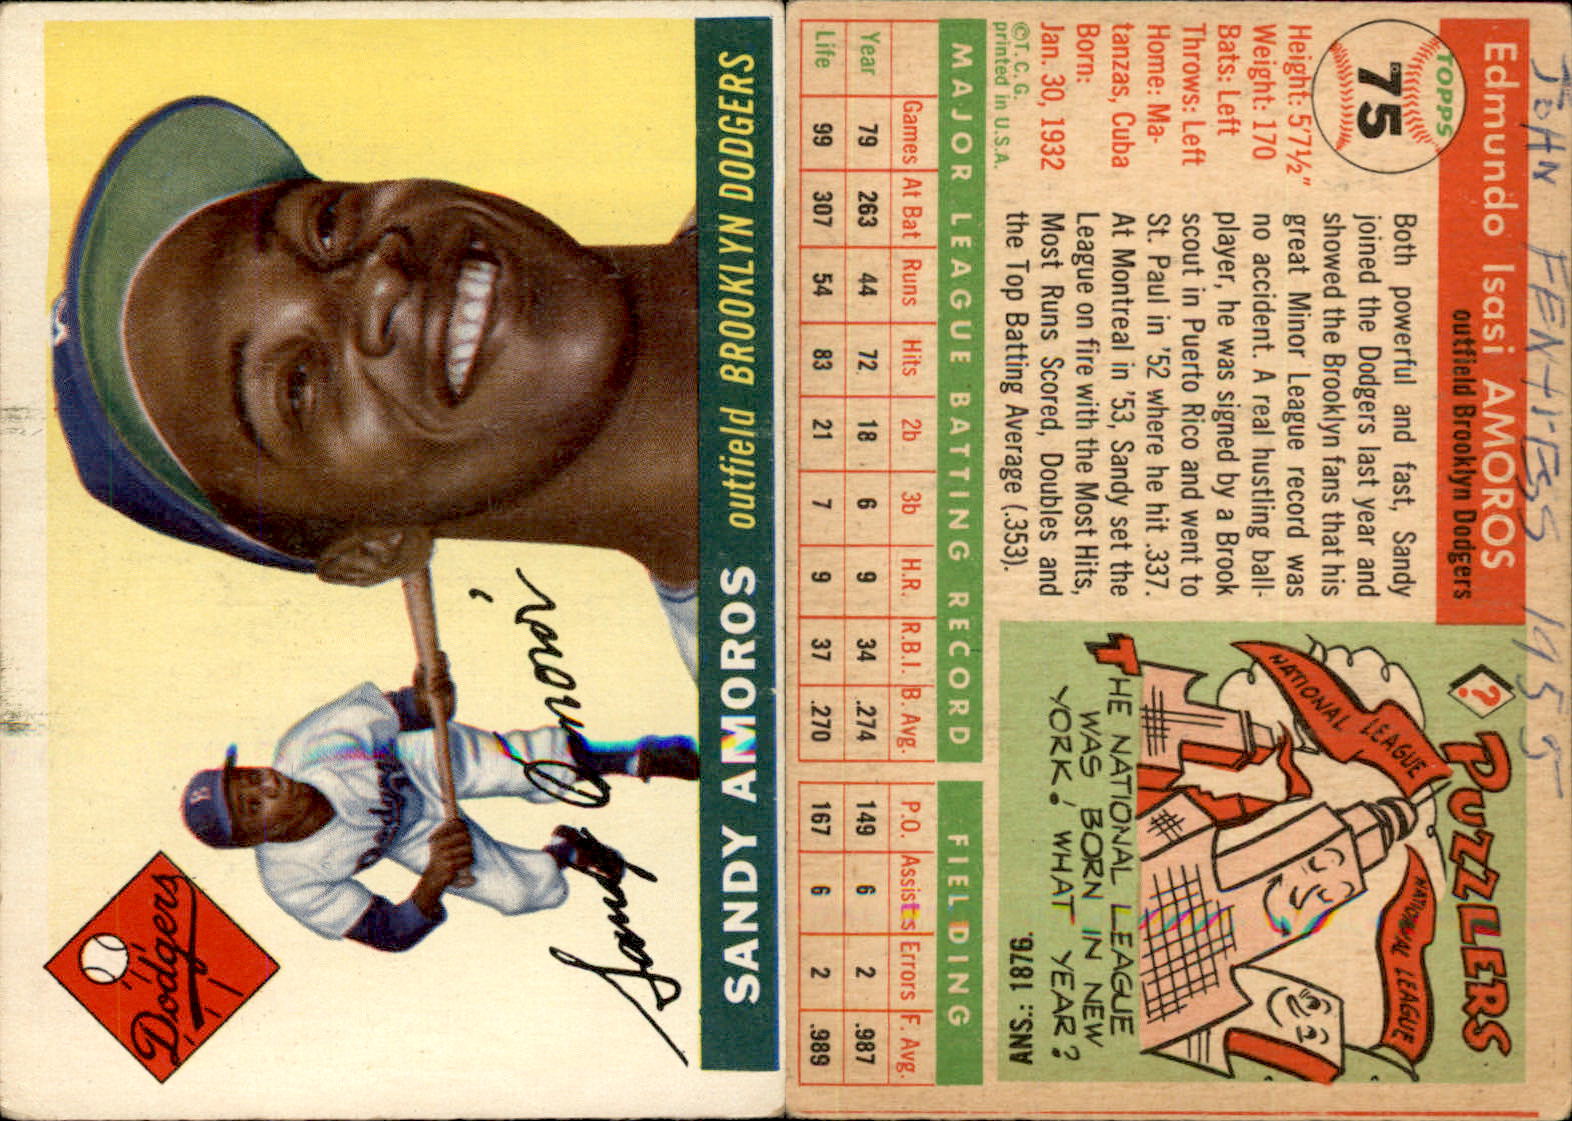 SANDY AMOROS outfield BROOKLYN DODGERS
Sandy Amoros
Dodgers
Brooklyn
B
JOHN FENTIESS 1955
TOPPS
75
Edmundo Isasi AMOROS
outfield Brooklyn Dodgers
Height: 5'7½"
Weight: 170
Bats: Left
Throws: Left
Home: Ma-
tanzas, Cuba
Born:
Jan. 30, 1932
©T. C. G.
printed in U.S.A.
Both powerful and fast, Sandy
joined the Dodgers last year and
showed the Brooklyn fans that his
great Minor League record was
no accident. A real hustling ball-
player, he was signed by a Brook
scout in Puerto Rico and went to
St. Paul in '52 where he hit .337.
At Montreal in '53, Sandy set the
League on fire with the Most Hits,
Most Runs Scored, Doubles and
the Top Batting Average (.353).
? PUZZLERS
NATIONAL LEAGUE
NATIONAL LEAGUE
THE NATIONAL LEAGUE
WAS BORN IN NEW
YORK! WHAT YEAR?
ANS.: 1876.
MAJOR LEAGUE BATTING RECORD FIELDING
Games At Bat Runs Hits 2b 3b H.R. R.B.I. B. Avg. P.O. Assists Errors F. Avg.
Year 79 263 44 72 18 6 9 34 .274 149 6 2 .987
Life 99 307 54 83 21 7 9 37 .270 167 6 2 .989